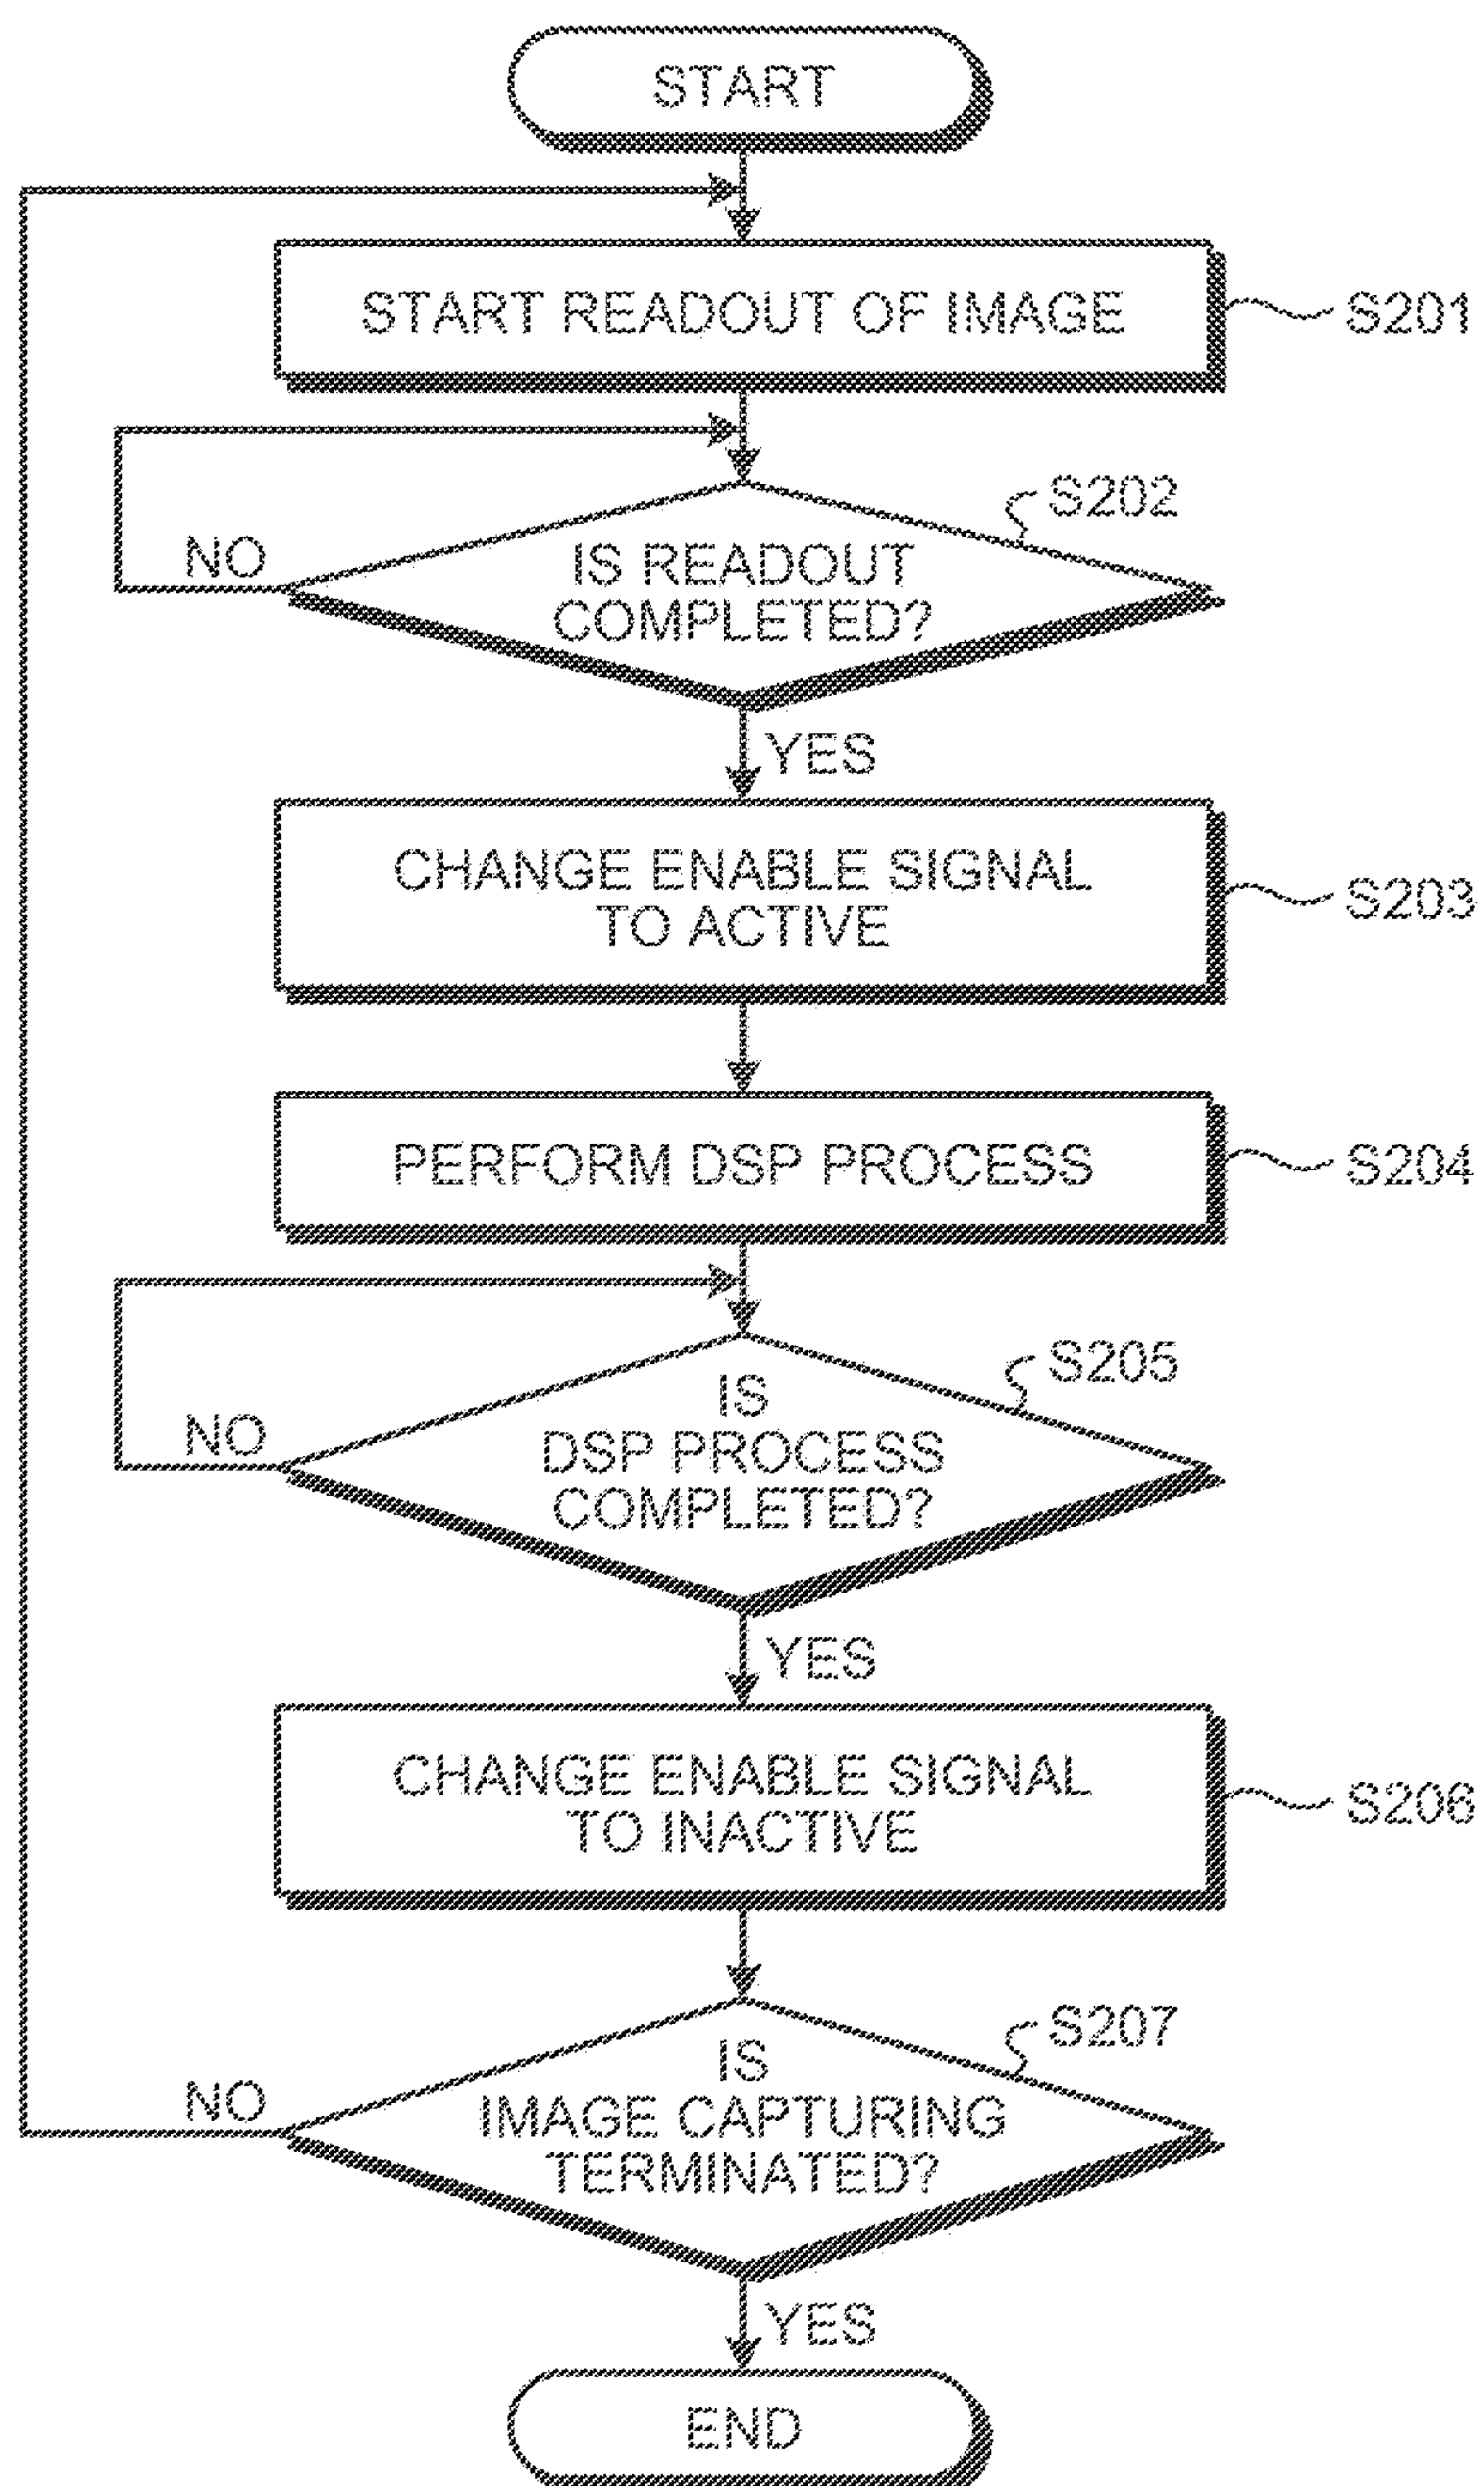 START
START READOUT OF IMAGE
S201
S202
NO
IS READOUT
COMPLETED?
YES
CHANGE ENABLE SIGNAL
TO ACTIVE
S203
PERFORM DSP PROCESS
S204
S205
NO
IS
DSP PROCESS
COMPLETED?
YES
CHANGE ENABLE SIGNAL
TO INACTIVE
S206
S207
NO
IS
IMAGE CAPTURING
TERMINATED?
YES
END